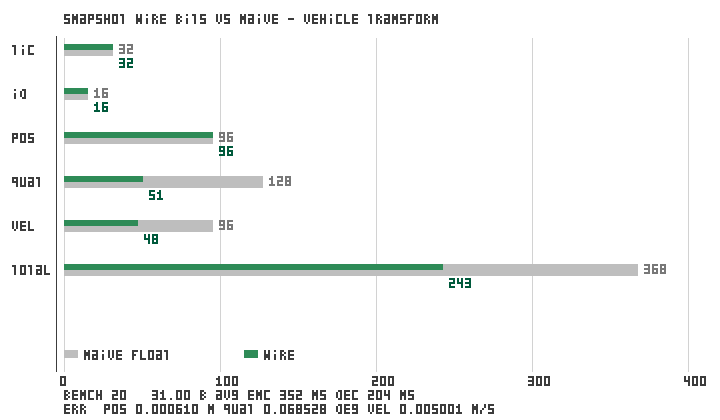 SNAPSHOT WIRE BITS VS NAIVE - VEHICLE TRANSFORM
TIC
32
32
ID
16
16
POS
96
96
QUAT
128
51
VEL
96
48
TOTAL
368
243
NAIVE FLOAT WIRE
0 100 200 300 400
BENCH 20 31.00 B AVG ENC 352 NS DEC 204 NS
ERR POS 0.000610 M QUAT 0.068528 DEG VEL 0.005001 M/S